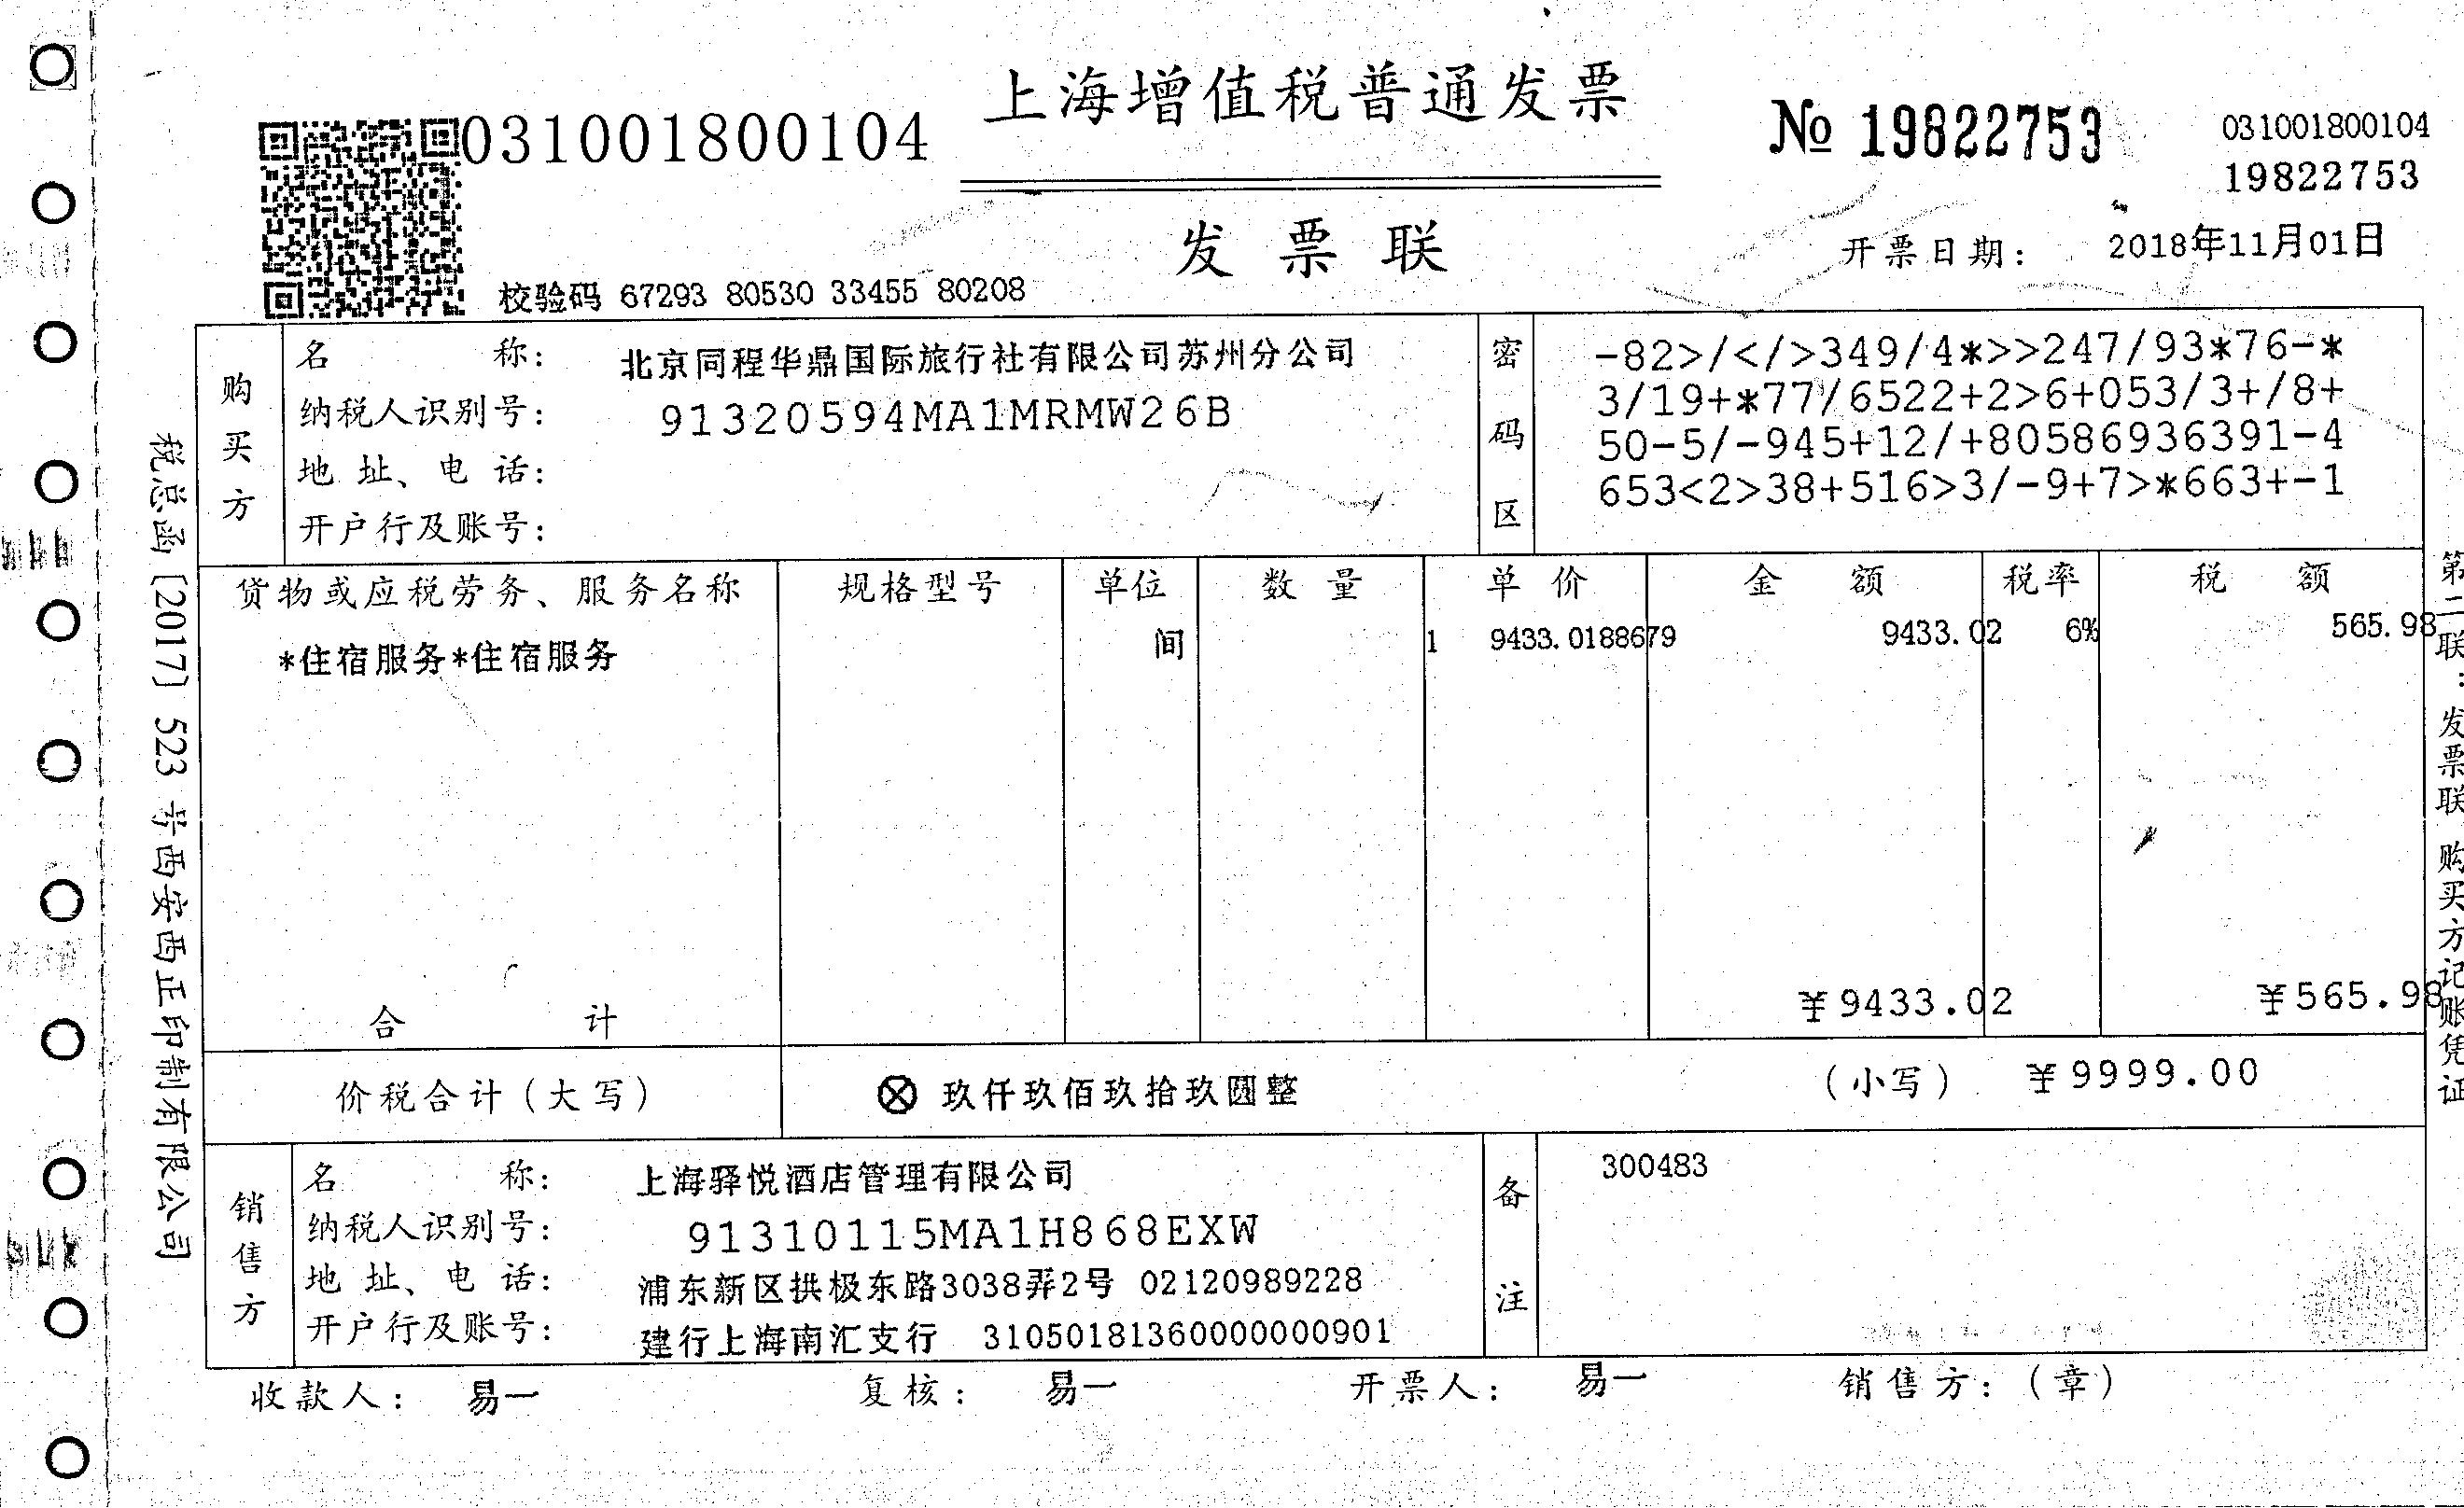 上海增值税普通发票
031001800104
№ 19822753
031001800104
19822753
发票联
开票日期： 2018年11月01日
校验码 67293 80530 33455 80208
购买方
名称： 北京同程华鼎国际旅行社有限公司苏州分公司
纳税人识别号： 91320594MA1MRMW26B
地址、电话：
开户行及账号：
密码区
-82>/</>349/4*>>247/93*76-*
3/19+*77/6522+2>6+053/3+/8+
50-5/-945+12/+80586936391-4
653<2>38+516>3/-9+7>*663+-1
货物或应税劳务、服务名称 规格型号 单位 数量 单价 金额 税率 税额
*住宿服务*住宿服务 间 1 9433.0188679 9433.02 6% 565.98
合计 ¥9433.02 ¥565.98
价税合计（大写） ⊗ 玖仟玖佰玖拾玖圆整 （小写） ¥9999.00
销售方
名称： 上海驿悦酒店管理有限公司
纳税人识别号： 91310115MA1H868EXW
地址、电话： 浦东新区拱极东路3038弄2号 02120989228
开户行及账号： 建行上海南汇支行 31050181360000000901
备注
300483
收款人： 易一 复核： 易一 开票人： 易一 销售方：（章）
税总函〔2017〕523号西安西正印制有限公司
第二联：发票联 购买方记账凭证